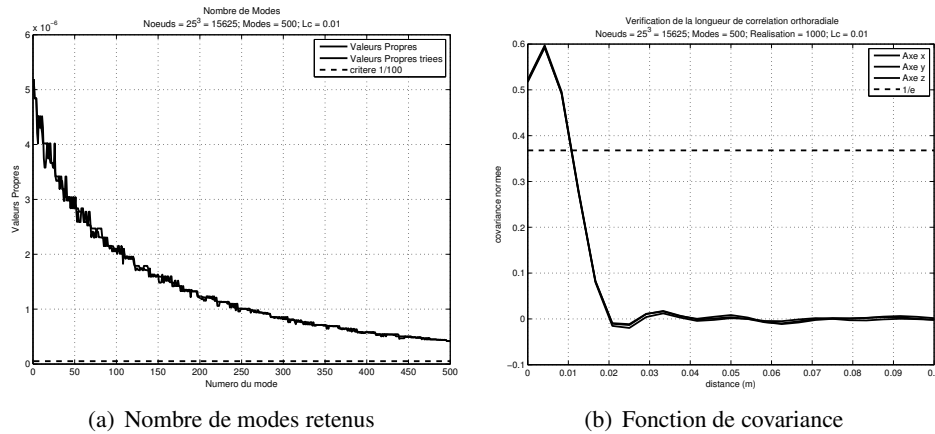 Nombre de Modes
Noeuds = 25³ = 15625; Modes = 500; Lc = 0.01
x 10⁻⁶
6
5
4
3
2
1
0
Valeurs Propres
Valeurs Propres
Valeurs Propres triees
critere 1/100
0 50 100 150 200 250 300 350 400 450 500
Numero du mode
(a) Nombre de modes retenus
Verification de la longueur de correlation orthoradiale
Noeuds = 25³ = 15625; Modes = 500; Realisation = 1000; Lc = 0.01
0.6
0.5
0.4
0.3
0.2
0.1
0
−0.1
covariance normee
Axe x
Axe y
Axe z
1/e
0 0.01 0.02 0.03 0.04 0.05 0.06 0.07 0.08 0.09 0.1
distance (m)
(b) Fonction de covariance